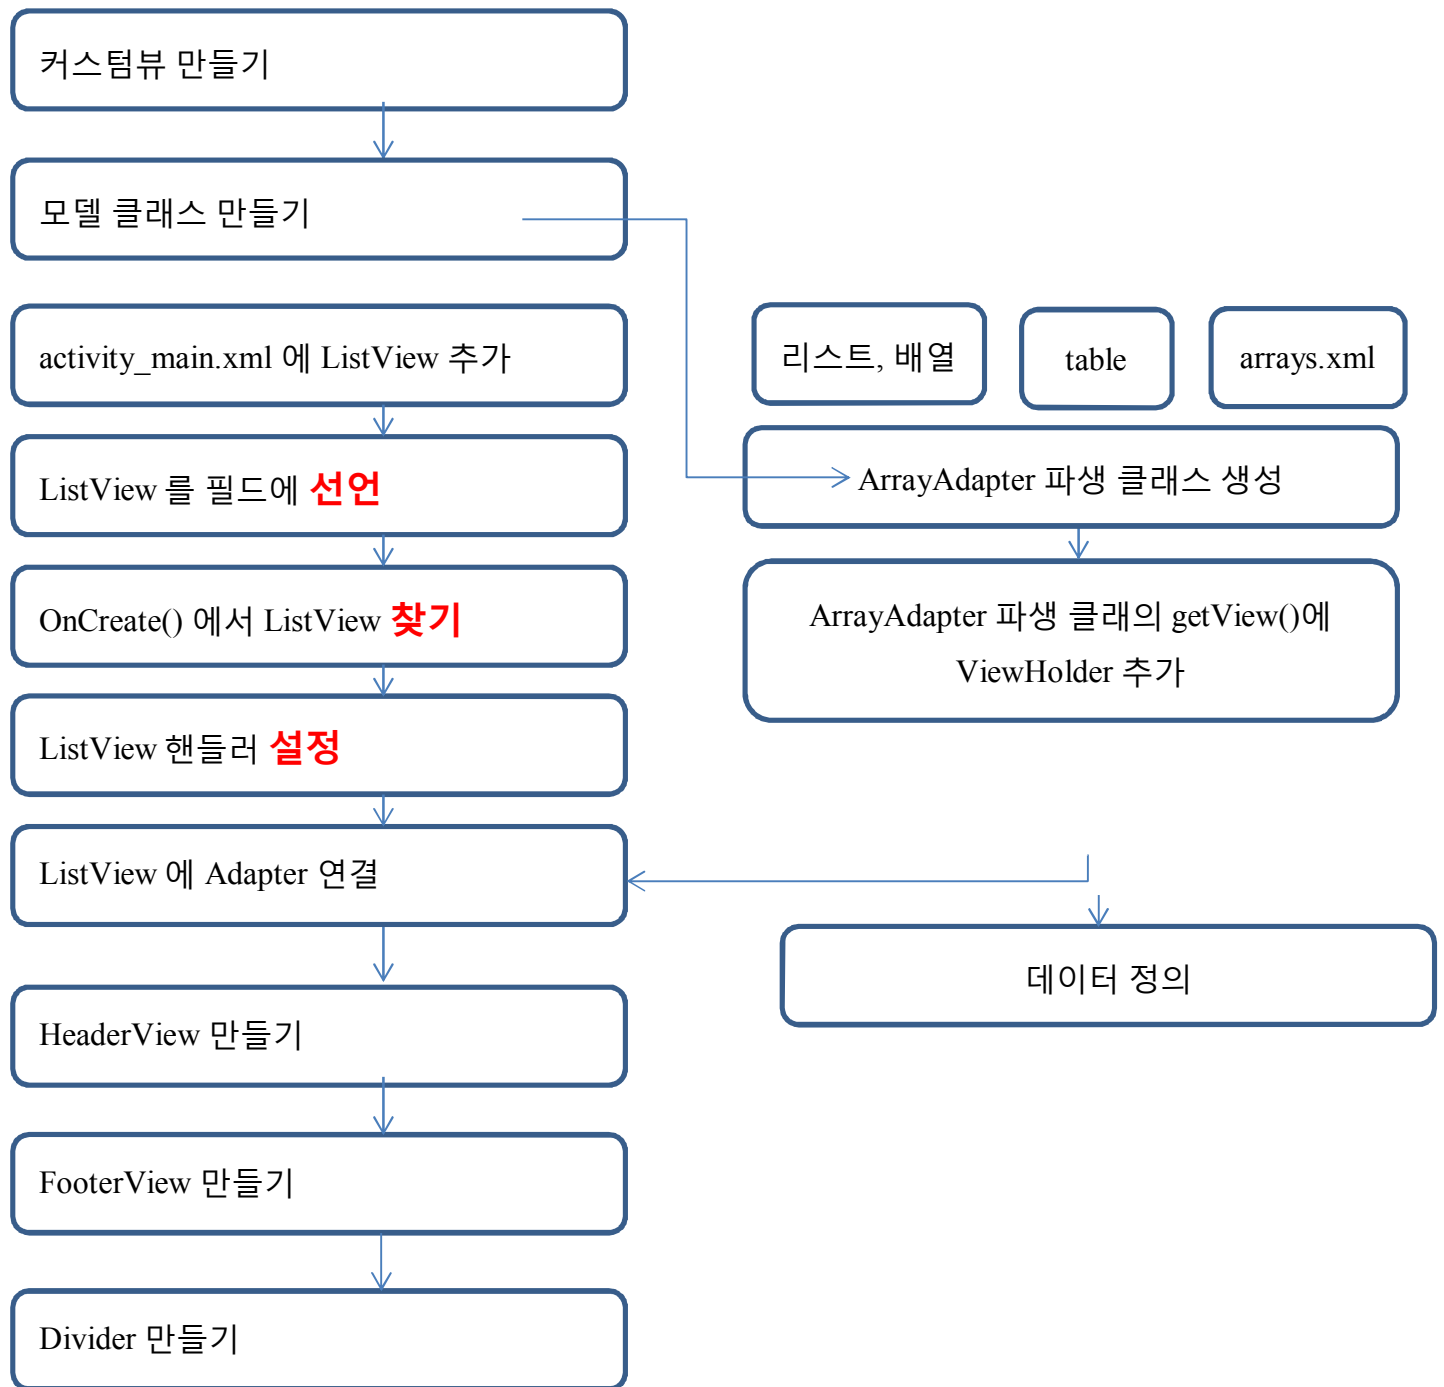 커스텀뷰 만들기
모델 클래스 만들기
activity_main.xml 에 ListView 추가
ListView 를 필드에 선언
OnCreate() 에서 ListView 찾기
ListView 핸들러 설정
ListView 에 Adapter 연결
HeaderView 만들기
FooterView 만들기
Divider 만들기
리스트, 배열
table
arrays.xml
ArrayAdapter 파생 클래스 생성
ArrayAdapter 파생 클래의 getView()에
ViewHolder 추가
데이터 정의